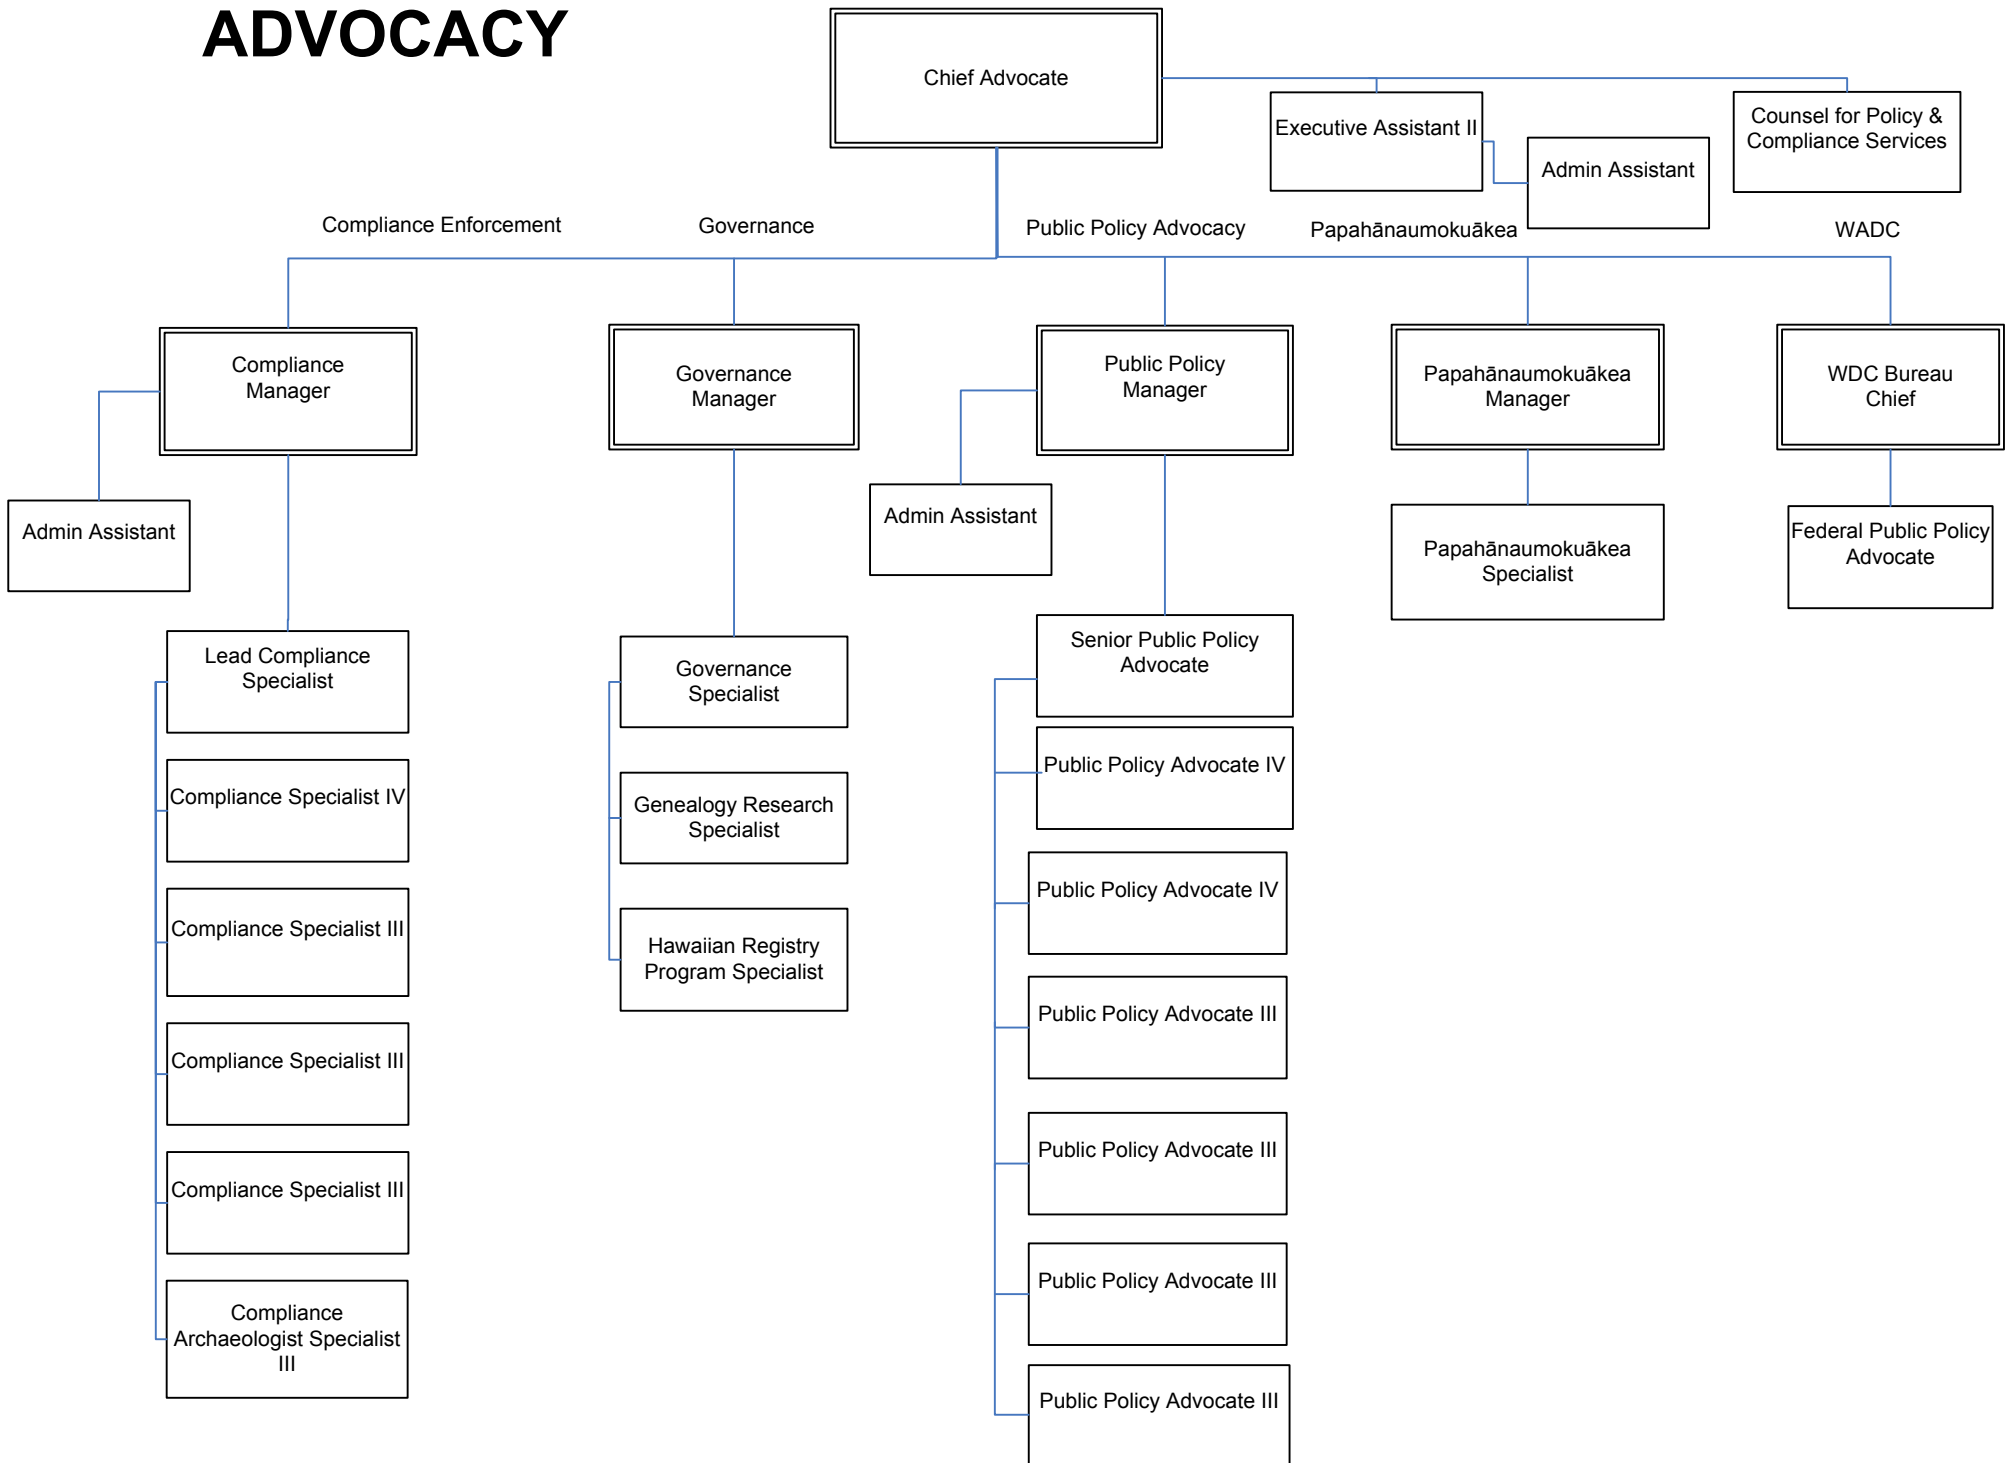 ADVOCACY
Chief Advocate
Executive Assistant II
Admin Assistant
Counsel for Policy &
Compliance Services
Compliance Enforcement
Governance
Public Policy Advocacy
Papahānaumokuākea
WADC
Compliance
Manager
Governance
Manager
Public Policy
Manager
Papahānaumokuākea
Manager
WDC Bureau
Chief
Admin Assistant
Admin Assistant
Papahānaumokuākea
Specialist
Federal Public Policy
Advocate
Lead Compliance
Specialist
Compliance Specialist IV
Compliance Specialist III
Compliance Specialist III
Compliance Specialist III
Compliance
Archaeologist Specialist
III
Governance
Specialist
Genealogy Research
Specialist
Hawaiian Registry
Program Specialist
Senior Public Policy
Advocate
Public Policy Advocate IV
Public Policy Advocate IV
Public Policy Advocate III
Public Policy Advocate III
Public Policy Advocate III
Public Policy Advocate III